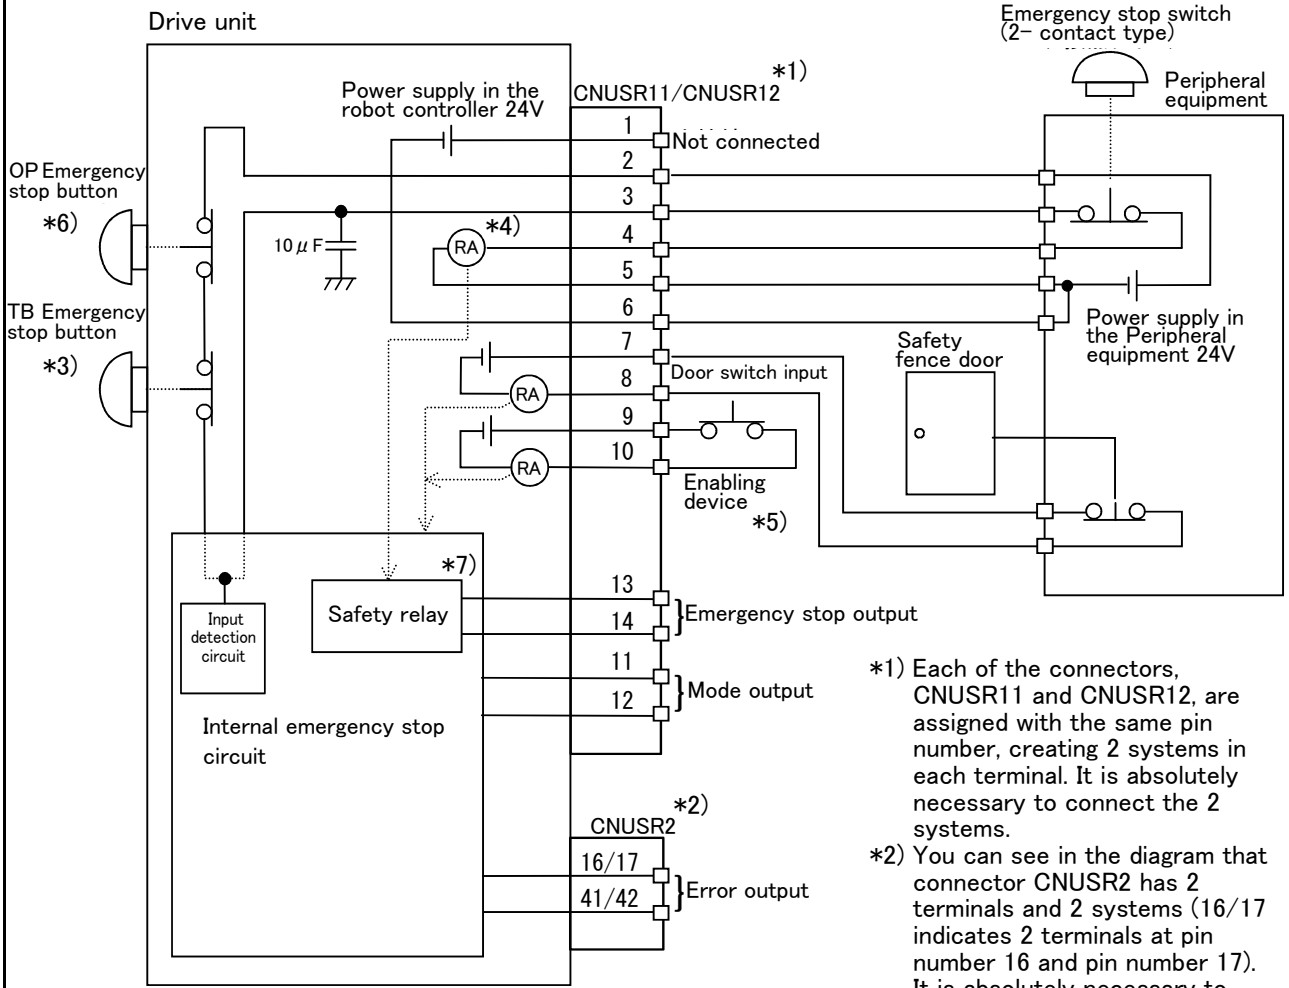 Drive unit
Emergency stop switch
(2- contact type)
Peripheral
equipment
*1)
CNUSR11/CNUSR12
Power supply in the
robot controller 24V
1
Not connected
2
3
4
5
6
7
8
9
10
OP Emergency
stop button
*6)
10μF
RA
*4)
TB Emergency
stop button
*3)
Power supply in
the Peripheral
equipment 24V
Safety
fence door
Door switch input
RA
RA
Enabling
device
*5)
*7)
Safety relay
Input
detection
circuit
13
14
Emergency stop output
11
12
Mode output
Internal emergency stop
circuit
*2)
CNUSR2
16/17
41/42
Error output
*1) Each of the connectors,
CNUSR11 and CNUSR12, are
assigned with the same pin
number, creating 2 systems in
each terminal. It is absolutely
necessary to connect the 2
systems.
*2) You can see in the diagram that
connector CNUSR2 has 2
terminals and 2 systems (16/17
indicates 2 terminals at pin
number 16 and pin number 17).
It is absolutely necessary to